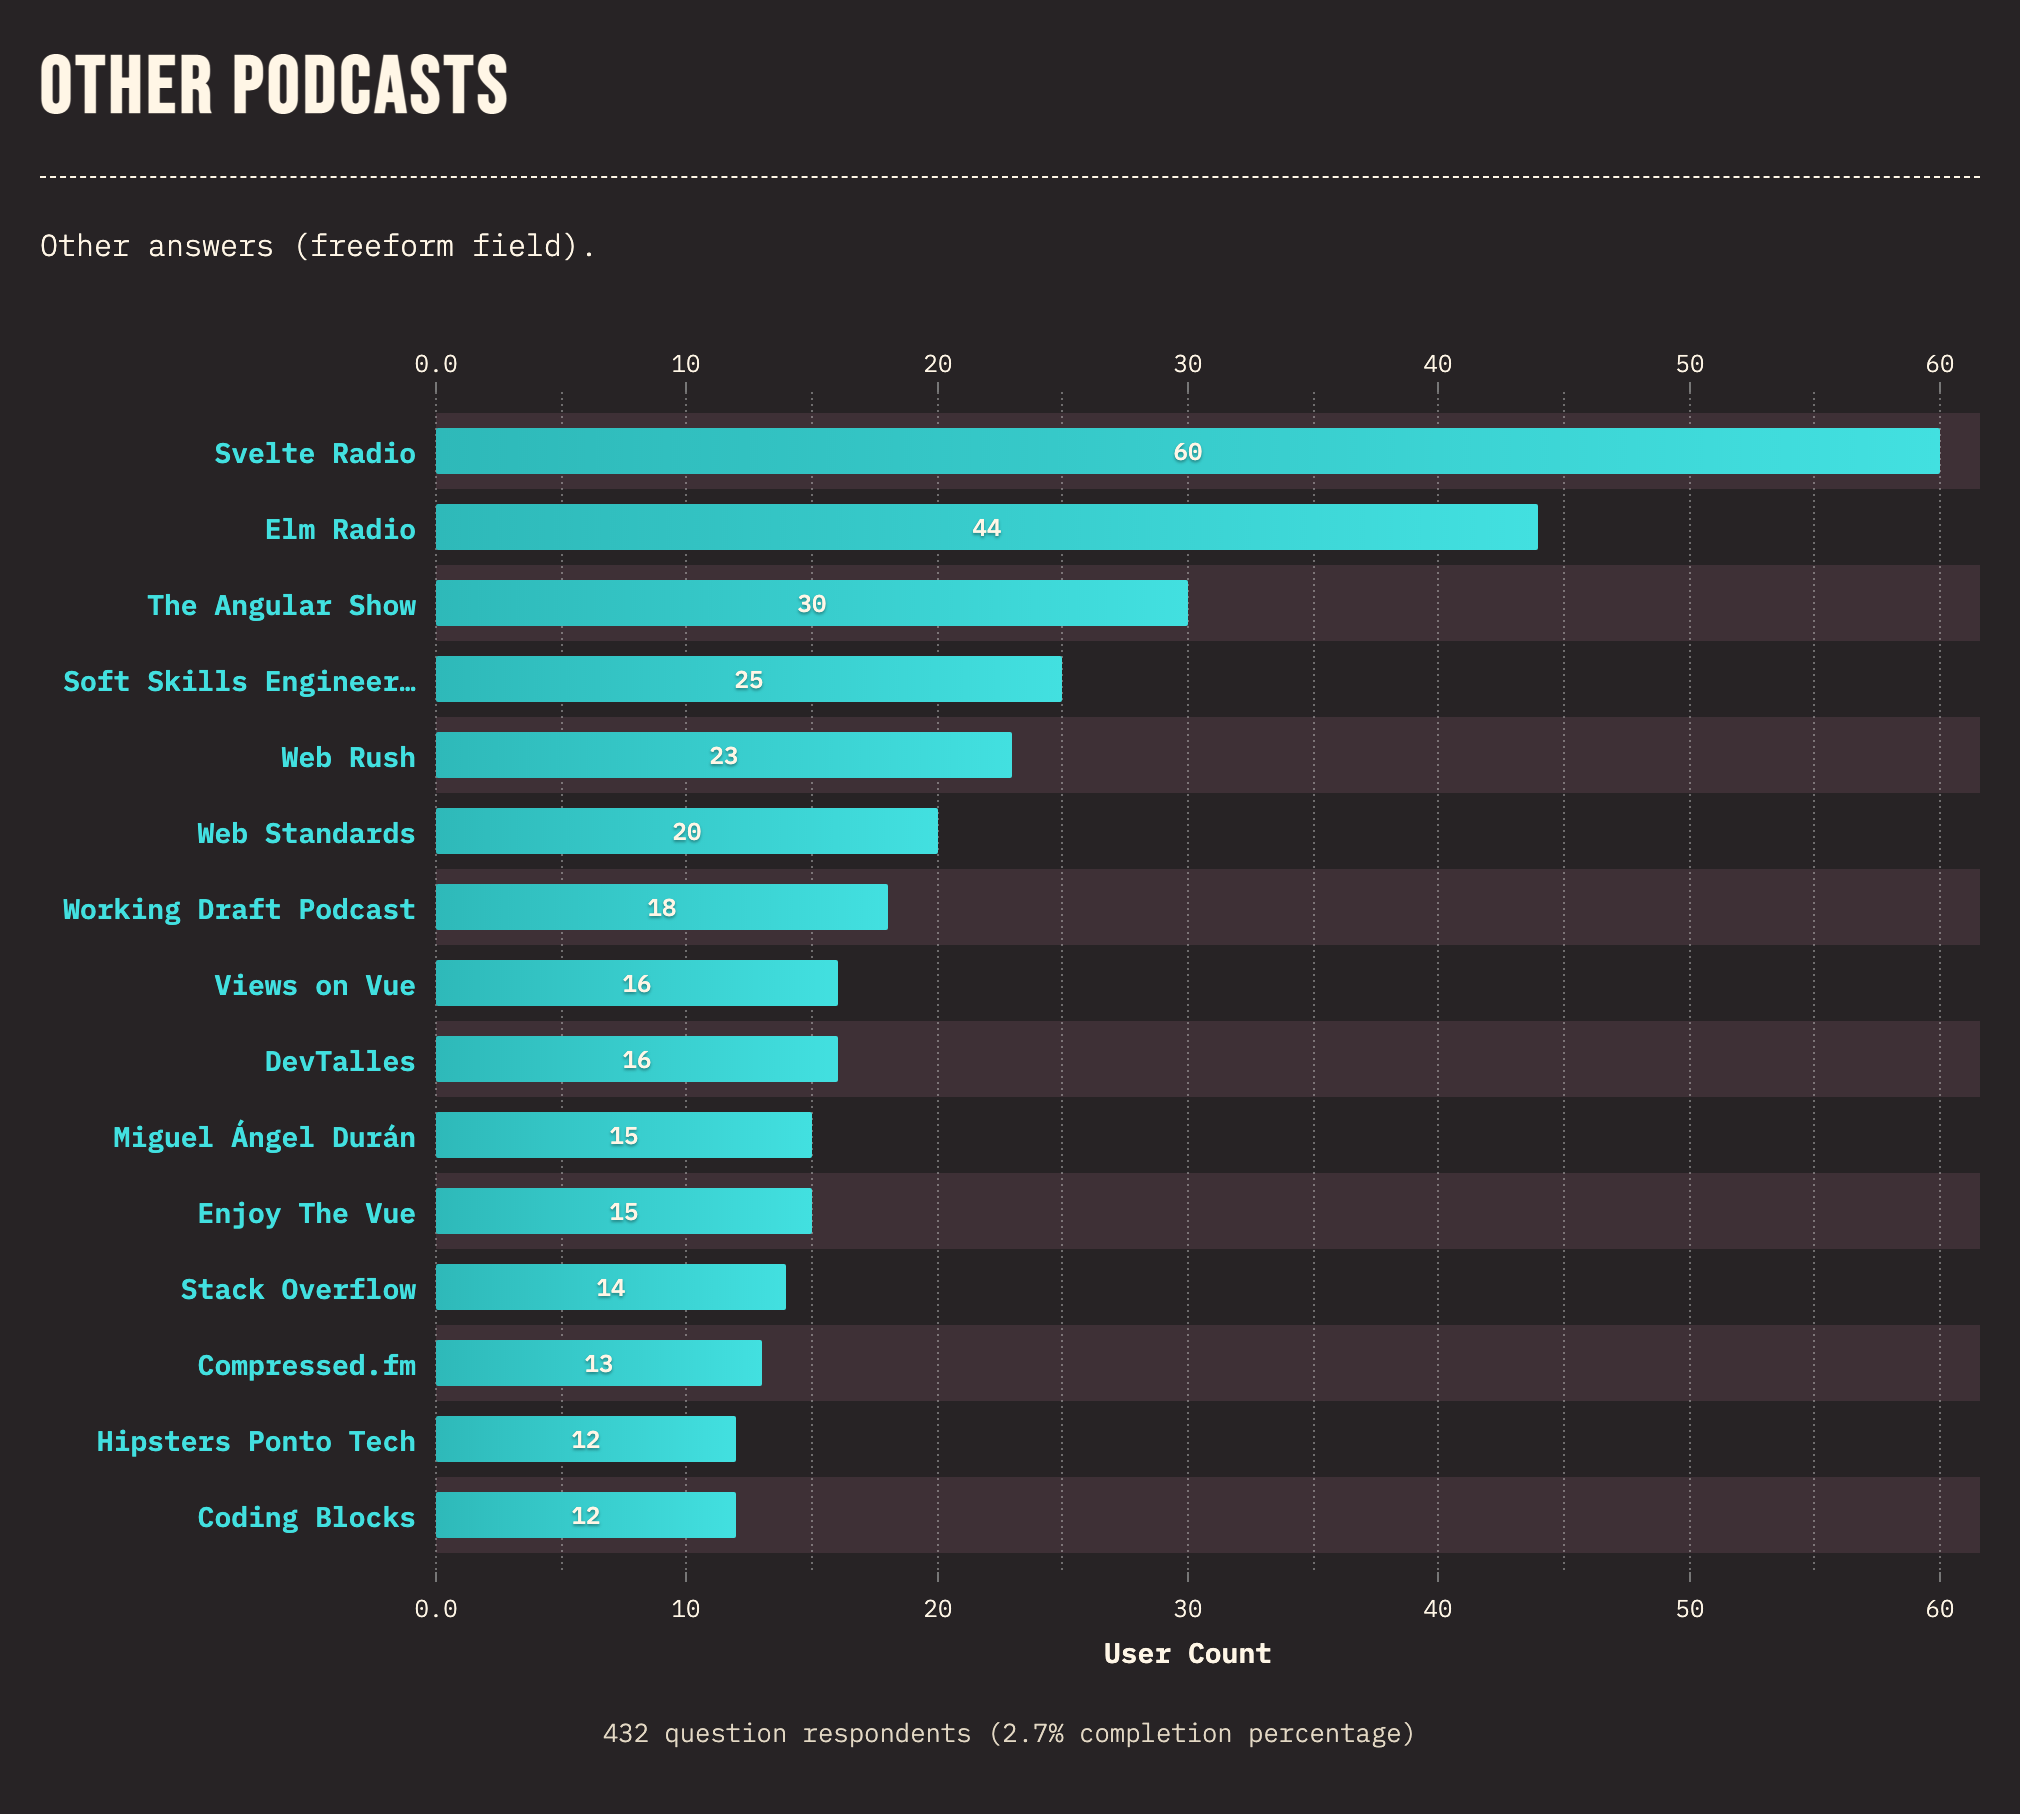 OTHER PODCASTS
Other answers (freeform field).
0.0 10 20 30 40 50 60
Svelte Radio 60
Elm Radio 44
The Angular Show 30
Soft Skills Engineer… 25
Web Rush 23
Web Standards 20
Working Draft Podcast 18
Views on Vue 16
DevTalles 16
Miguel Ángel Durán 15
Enjoy The Vue 15
Stack Overflow 14
Compressed.fm 13
Hipsters Ponto Tech 12
Coding Blocks 12
0.0 10 20 30 40 50 60
User Count
432 question respondents (2.7% completion percentage)